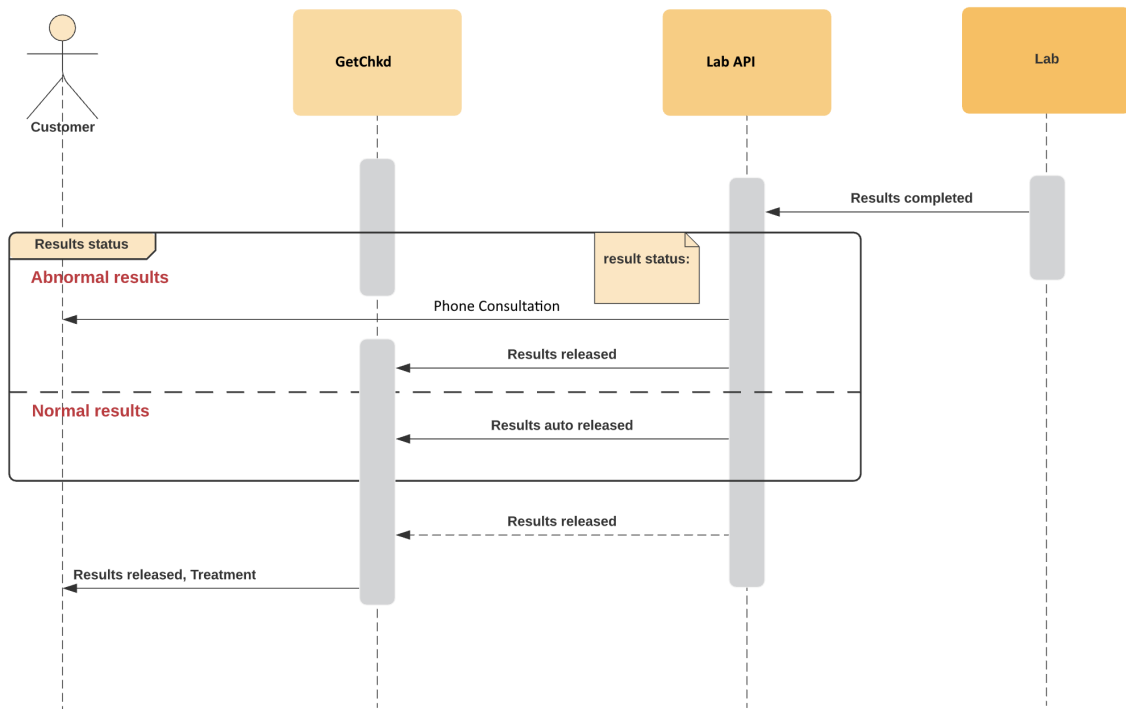 GetChkd
Lab API
Lab
Customer
Results completed
Results status
result status:
Abnormal results
Phone Consultation
Results released
Normal results
Results auto released
Results released
Results released, Treatment